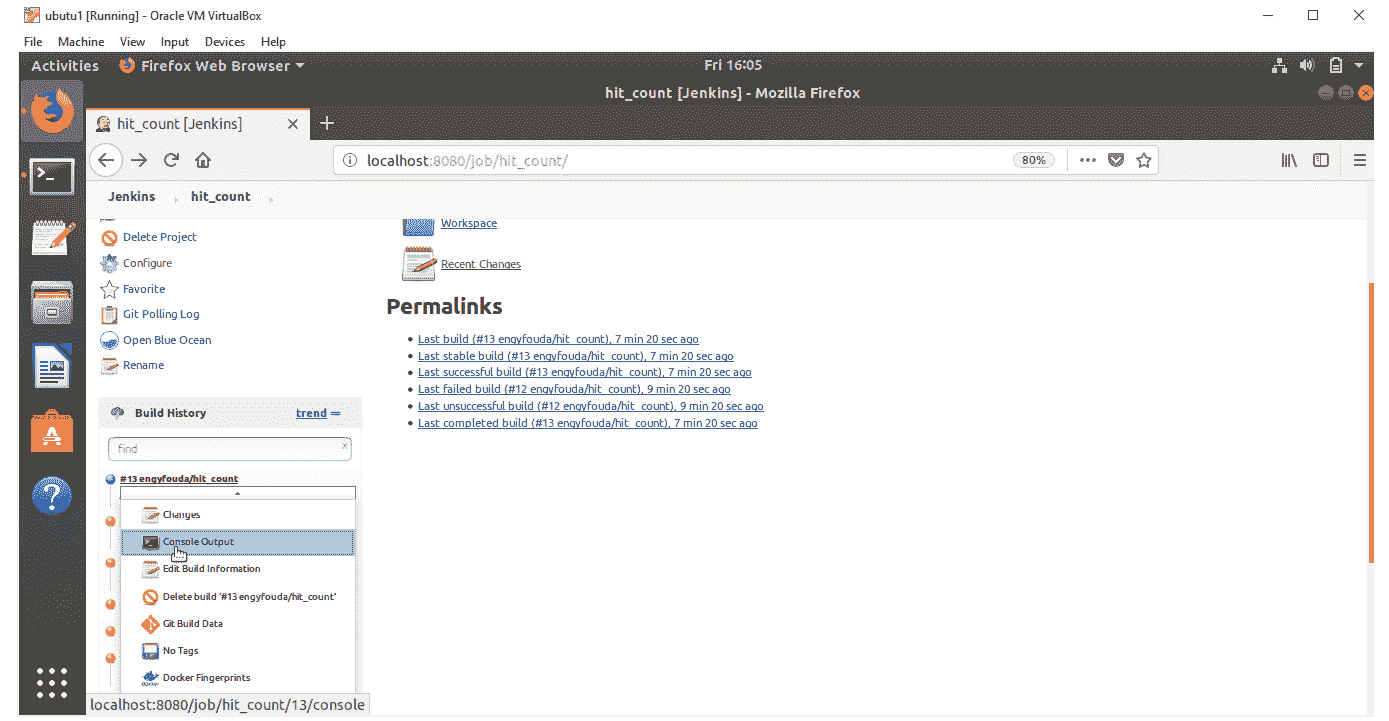 ubutu1 [Running] - Oracle VM VirtualBox
File Machine View Input Devices Help
Activities Firefox Web Browser Fri 16:05
hit_count [Jenkins] - Mozilla Firefox
hit_count [Jenkins]
localhost:8080/job/hit_count/ 80%
Jenkins hit_count
Delete Project
Configure
Favorite
Git Polling Log
Open Blue Ocean
Rename
Workspace
Recent Changes
Permalinks
Last build (#13 engyfouda/hit_count), 7 min 20 sec ago
Last stable build (#13 engyfouda/hit_count), 7 min 20 sec ago
Last successful build (#13 engyfouda/hit_count), 7 min 20 sec ago
Last failed build (#12 engyfouda/hit_count), 9 min 20 sec ago
Last unsuccessful build (#12 engyfouda/hit_count), 9 min 20 sec ago
Last completed build (#13 engyfouda/hit_count), 7 min 20 sec ago
Build History trend
find x
#13 engyfouda/hit_count
Changes
Console Output
Edit Build Information
Delete build '#13 engyfouda/hit_count'
Git Build Data
No Tags
Docker Fingerprints
localhost:8080/job/hit_count/13/console